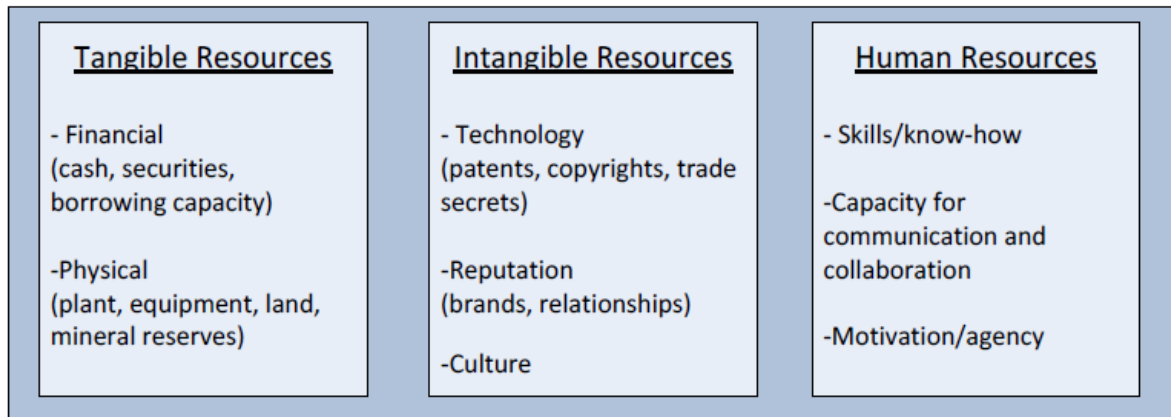 Tangible Resources
- Financial
(cash, securities,
borrowing capacity)
-Physical
(plant, equipment, land,
mineral reserves)
Intangible Resources
- Technology
(patents, copyrights, trade
secrets)
-Reputation
(brands, relationships)
-Culture
Human Resources
- Skills/know-how
-Capacity for
communication and
collaboration
-Motivation/agency